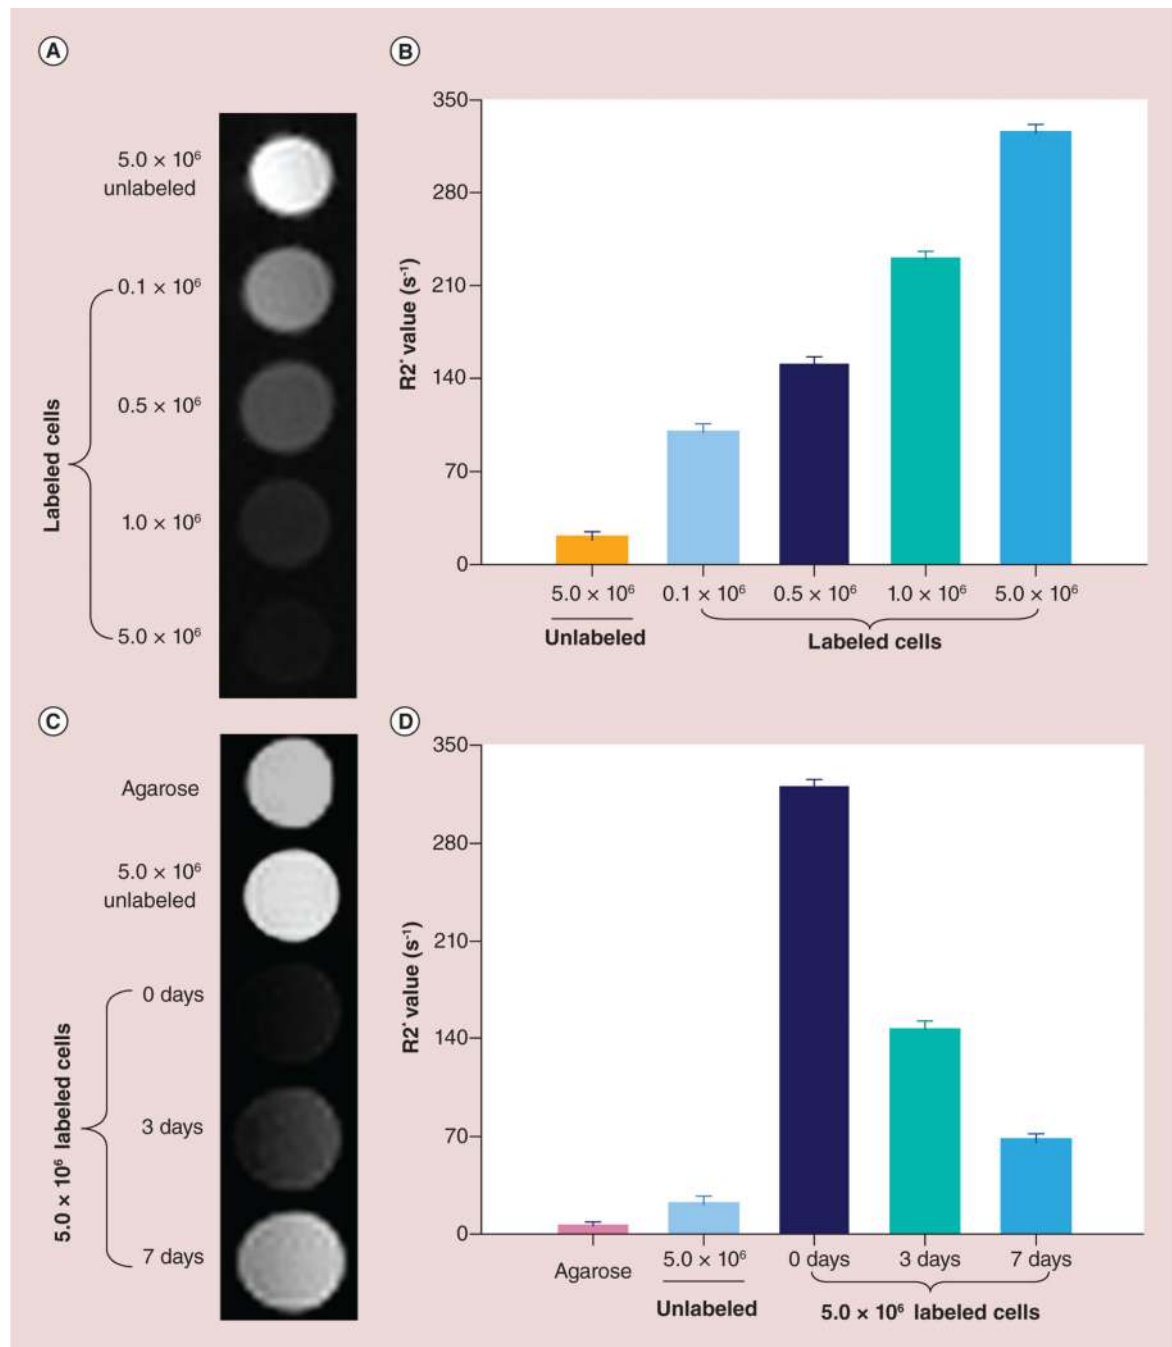 A
5.0 × 10⁶
unlabeled
0.1 × 10⁶
0.5 × 10⁶
1.0 × 10⁶
5.0 × 10⁶
Labeled cells
B
350
280
210
140
70
0
R2* value (s⁻¹)
5.0 × 10⁶ 0.1 × 10⁶ 0.5 × 10⁶ 1.0 × 10⁶ 5.0 × 10⁶
Unlabeled Labeled cells
C
Agarose
5.0 × 10⁶
unlabeled
0 days
3 days
7 days
5.0 × 10⁶ labeled cells
D
350
280
210
140
70
0
R2* value (s⁻¹)
Agarose 5.0 × 10⁶ 0 days 3 days 7 days
Unlabeled 5.0 × 10⁶ labeled cells